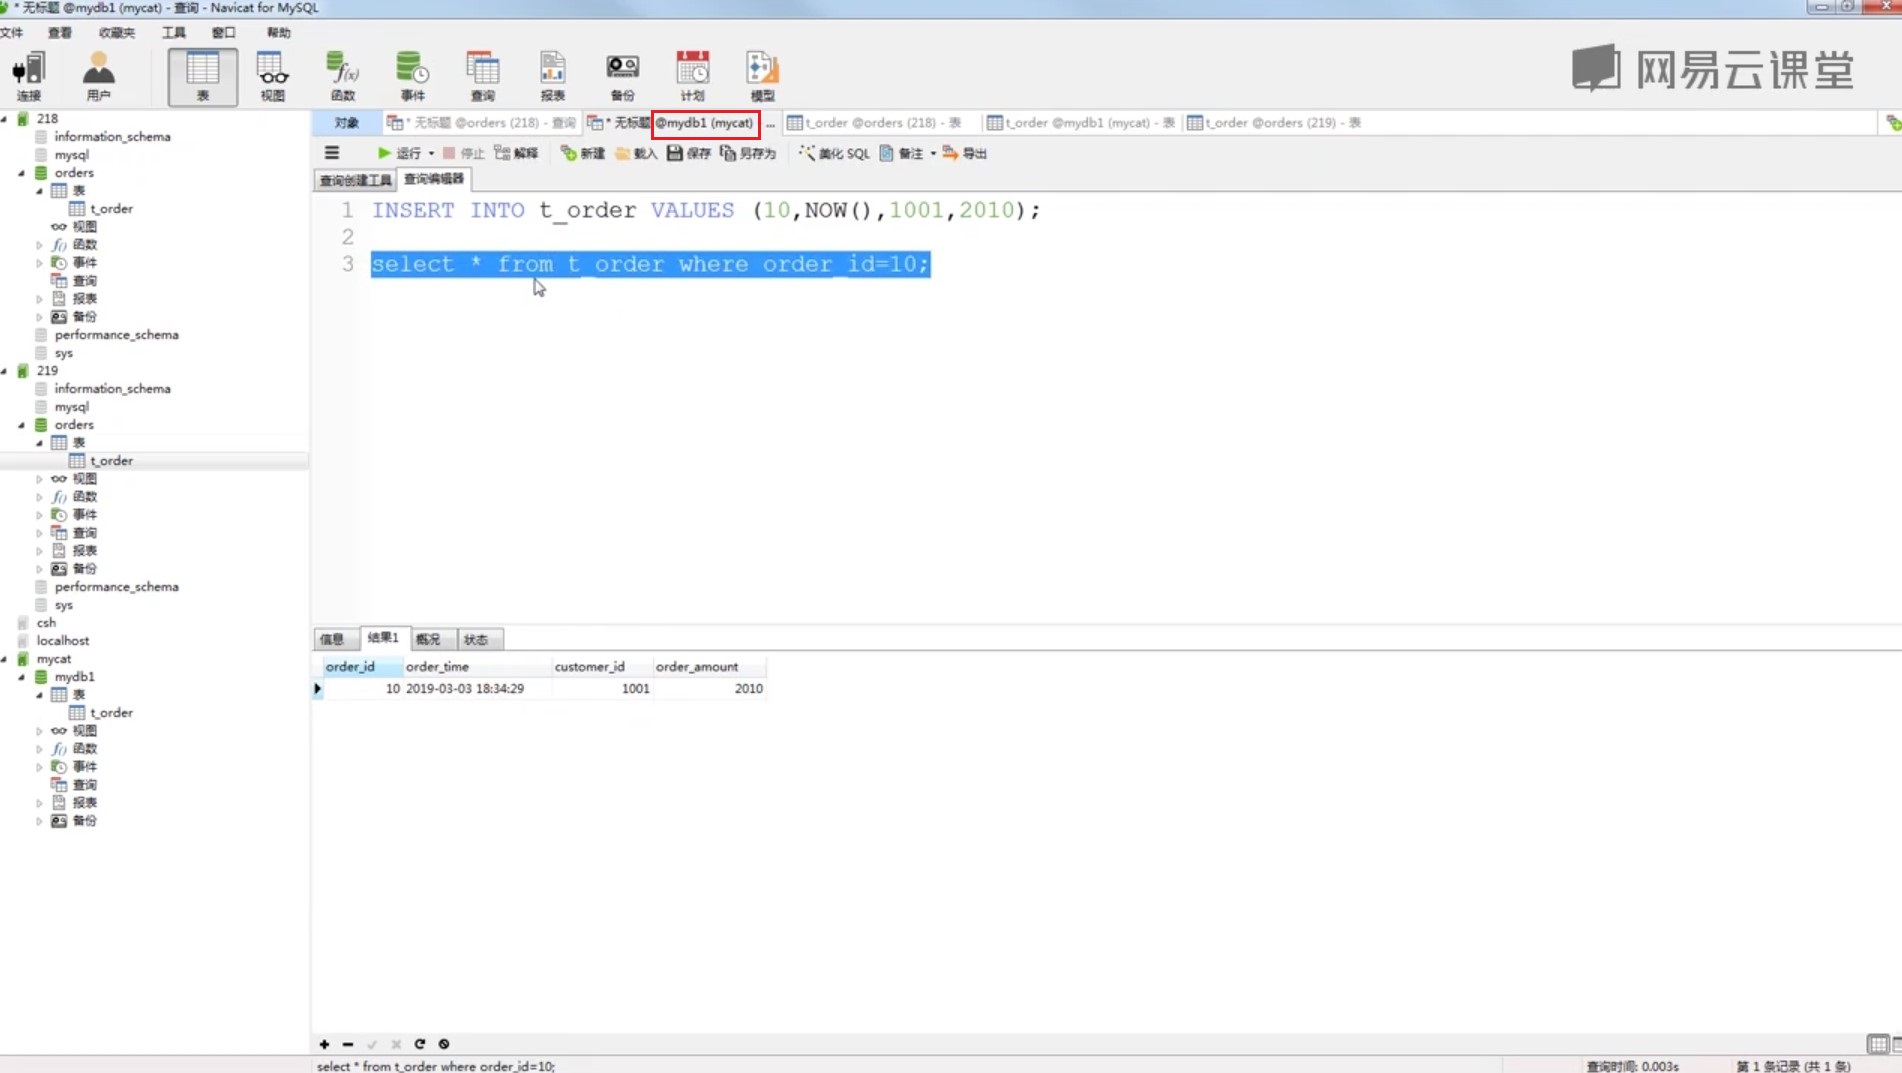 * 无标题 @mydb1 (mycat) - 查询 - Navicat for MySQL
文件 查看 收藏夹 工具 窗口 帮助
连接 用户 表 视图 函数 事件 查询 报表 备份 计划 模型
网易云课堂
对象 * 无标题 @orders (218) - 查询 * 无标题 @mydb1 (mycat) ... t_order @orders (218) - 表 t_order @mydb1 (mycat) - 表 t_order @orders (219) - 表
运行 停止 解释 新建 载入 保存 另存为 美化 SQL 备注 导出
查询创建工具 查询编辑器
218
information_schema
mysql
orders
表
t_order
视图
函数
事件
查询
报表
备份
performance_schema
sys
219
information_schema
mysql
orders
表
t_order
视图
函数
事件
查询
报表
备份
performance_schema
sys
csh
localhost
mycat
mydb1
表
t_order
视图
函数
事件
查询
报表
备份
1 INSERT INTO t_order VALUES (10,NOW(),1001,2010);
2
3 select * from t_order where order_id=10;
信息 结果1 概况 状态
order_id order_time customer_id order_amount
10 2019-03-03 18:34:29 1001 2010
select * from t_order where order_id=10; 查询时间: 0.003s 第 1 条记录 (共 1 条)